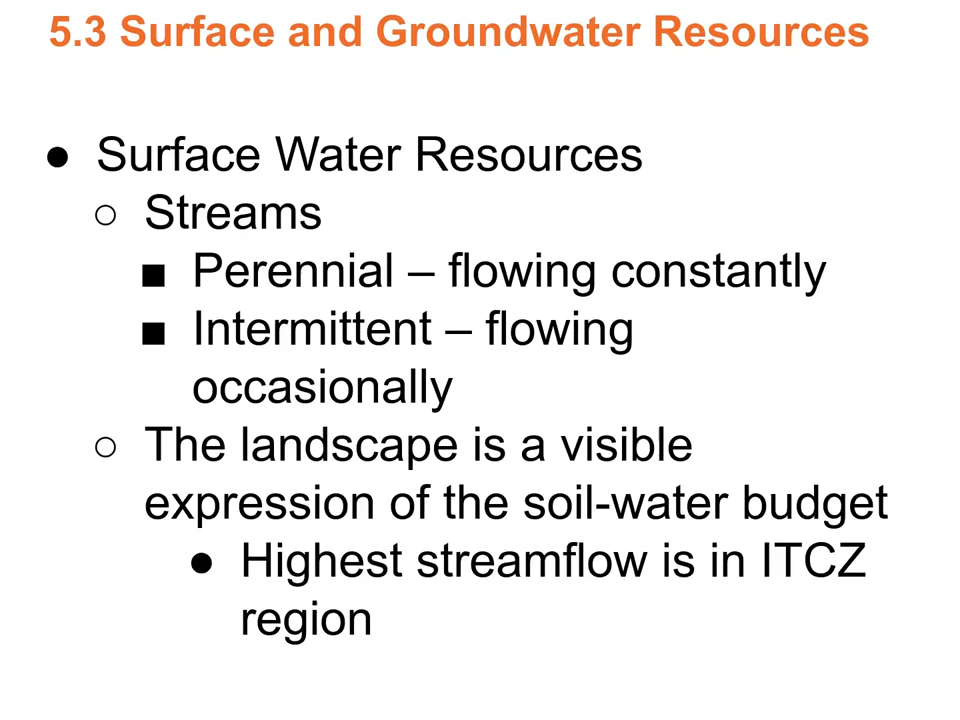 5.3 Surface and Groundwater Resources
● Surface Water Resources
○ Streams
■ Perennial – flowing constantly
■ Intermittent – flowing
occasionally
○ The landscape is a visible
expression of the soil-water budget
● Highest streamflow is in ITCZ
region